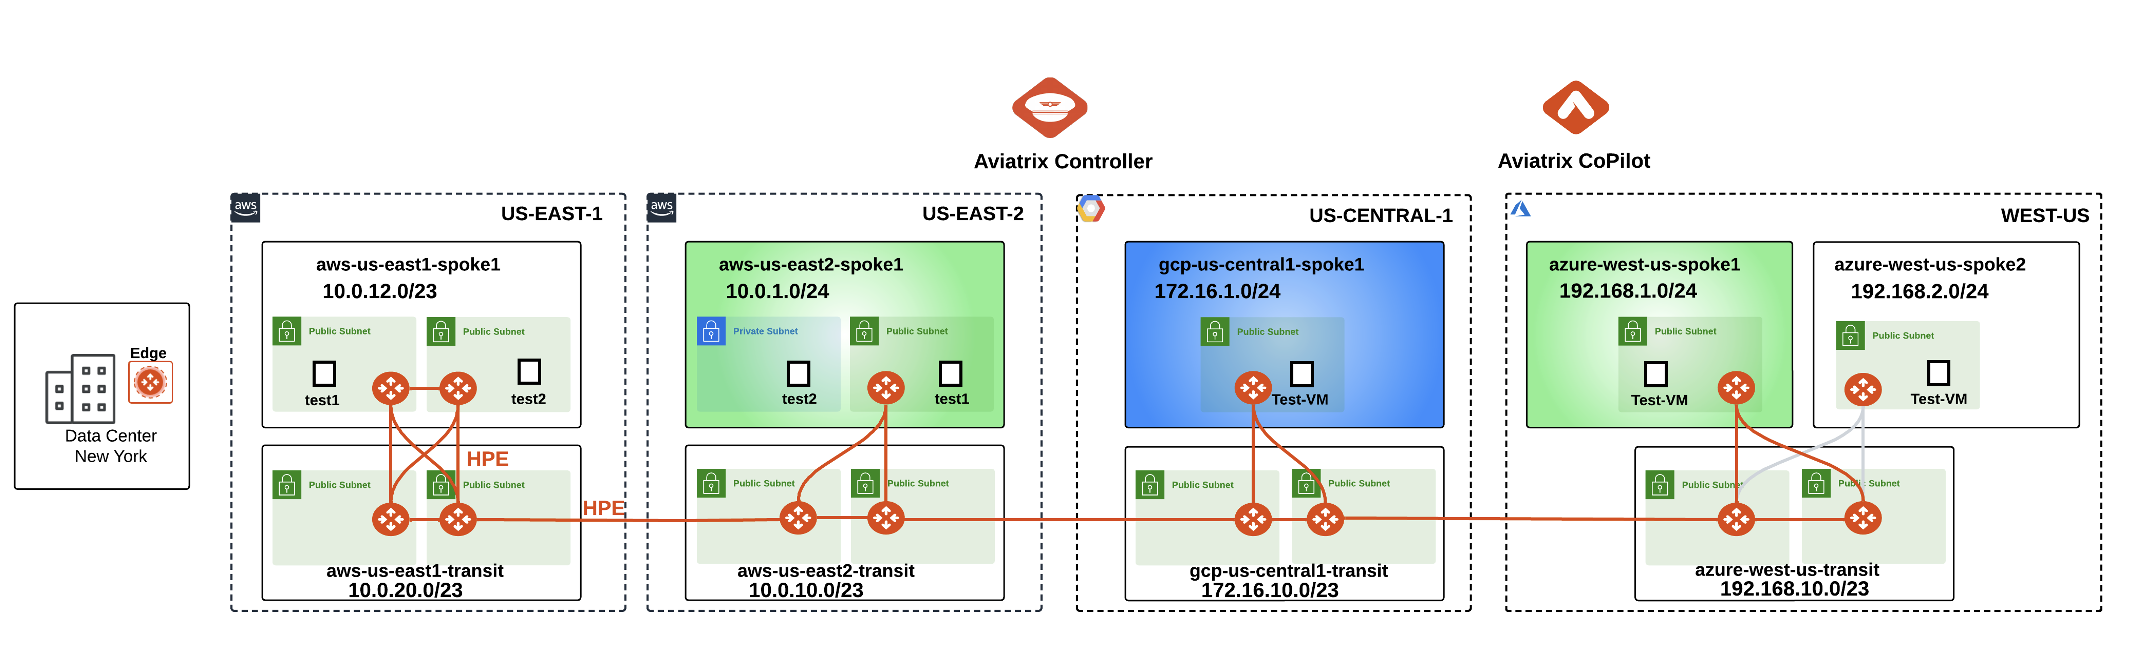 Aviatrix Controller
Aviatrix CoPilot
Edge
Data Center
New York
aws
US-EAST-1
aws-us-east1-spoke1
10.0.12.0/23
Public Subnet
Public Subnet
test1
test2
HPE
Public Subnet
Public Subnet
aws-us-east1-transit
10.0.20.0/23
HPE
aws
US-EAST-2
aws-us-east2-spoke1
10.0.1.0/24
Private Subnet
Public Subnet
test2
test1
Public Subnet
Public Subnet
aws-us-east2-transit
10.0.10.0/23
US-CENTRAL-1
gcp-us-central1-spoke1
172.16.1.0/24
Public Subnet
Test-VM
Public Subnet
Public Subnet
gcp-us-central1-transit
172.16.10.0/23
WEST-US
azure-west-us-spoke1
192.168.1.0/24
Public Subnet
Test-VM
azure-west-us-spoke2
192.168.2.0/24
Public Subnet
Test-VM
Public Subnet
Public Subnet
azure-west-us-transit
192.168.10.0/23